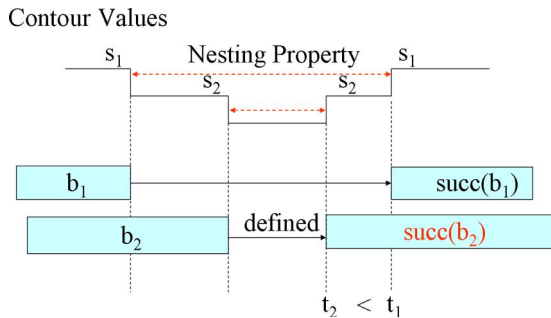 Contour Values
s1 Nesting Property s1
s2 s2
b1 succ(b1)
b2 defined succ(b2)
t2 < t1